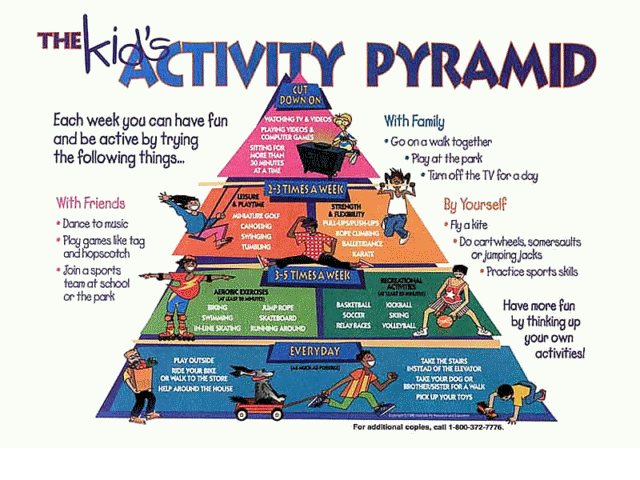 THE kid's ACTIVITY PYRAMID
Each week you can have fun
and be active by trying
the following things...
With Friends
• Dance to music
• Play games like tag
and hopscotch
• Join a sports
team at school
or the park
With Family
• Go on a walk together
• Play at the park
• Turn off the TV for a day
By Yourself
• Fly a kite
• Do cartwheels, somersaults
or jumping jacks
• Practice sports skills
Have more fun
by thinking up
your own
activities!
CUT
DOWN ON
WATCHING TV & VIDEOS
PLAYING VIDEOS &
COMPUTER GAMES
SITTING FOR
MORE THAN
30 MINUTES
AT A TIME
2-3 TIMES A WEEK
LEISURE
& PLAYTIME
MINIATURE GOLF
CANOEING
SWINGING
TUMBLING
STRENGTH
& FLEXIBILITY
PULL-UPS/PUSH-UPS
ROPE CLIMBING
BALLET/DANCE
KARATE
3-5 TIMES A WEEK
AEROBIC EXERCISES
(AT LEAST 20 MINUTES)
BIKING
SWIMMING
IN-LINE SKATING
JUMP ROPE
SKATEBOARD
RUNNING AROUND
RECREATIONAL
ACTIVITIES
(AT LEAST 20 MINUTES)
BASKETBALL
SOCCER
RELAY RACES
KICKBALL
SKIING
VOLLEYBALL
EVERYDAY
(AS MUCH AS POSSIBLE)
PLAY OUTSIDE
RIDE YOUR BIKE
OR WALK TO THE STORE
HELP AROUND THE HOUSE
TAKE THE STAIRS
INSTEAD OF THE ELEVATOR
TAKE YOUR DOG OR
BROTHER/SISTER FOR A WALK
PICK UP YOUR TOYS
For additional copies, call 1-800-372-7776.